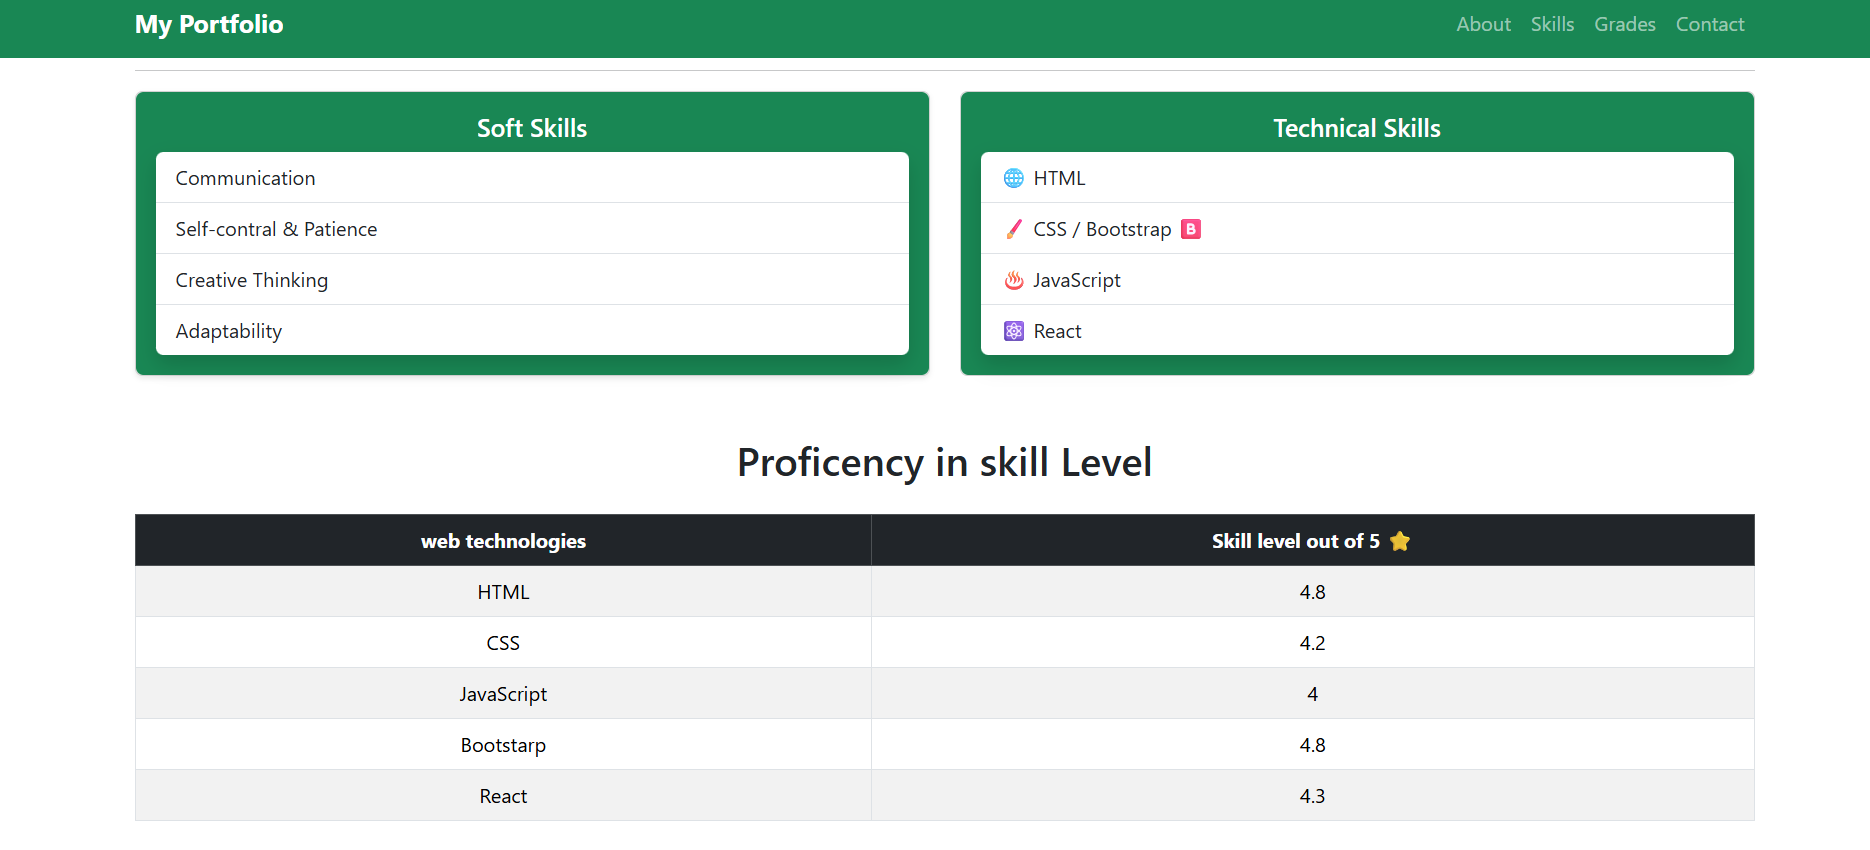 My Portfolio
About Skills Grades Contact
Soft Skills
Communication
Self-contral & Patience
Creative Thinking
Adaptability
Technical Skills
🌐 HTML
🖌️ CSS / Bootstrap 🅱️
♨️ JavaScript
⚛️ React
Proficency in skill Level
web technologies Skill level out of 5 ⭐
HTML 4.8
CSS 4.2
JavaScript 4
Bootstarp 4.8
React 4.3